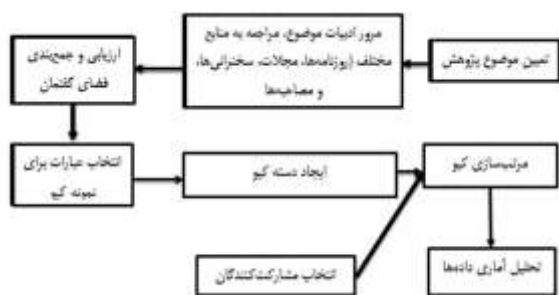 تعیین موضوع پژوهش
مرور ادبیات موضوع، مراجعه به منابع
مختلف (روزنامه‌ها، مجلات، سخنرانی‌ها،
و مصاحبه‌ها
ارزیابی و جمع‌بندی
فضای گفتمان
انتخاب عبارات برای
نمونه کیو
ایجاد دسته کیو
مرتب‌سازی کیو
انتخاب مشارکت‌کنندگان
تحلیل آماری داده‌ها